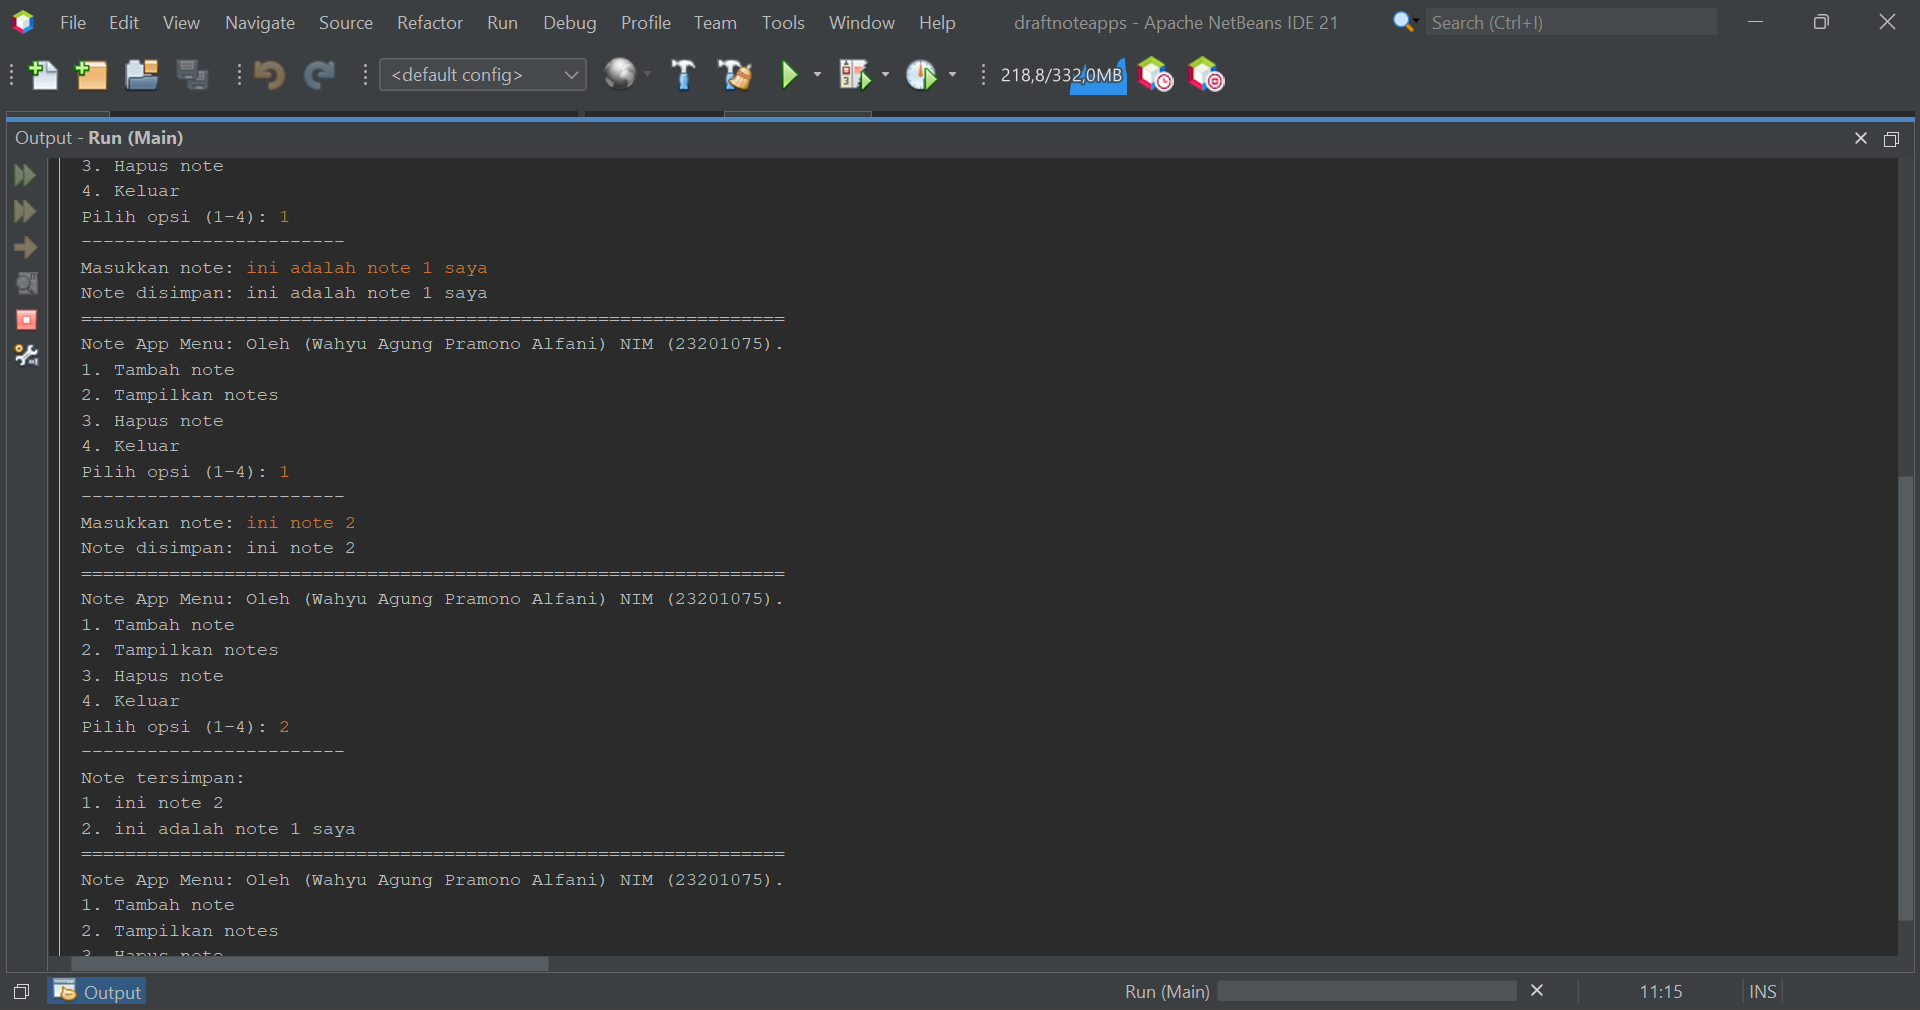 File Edit View Navigate Source Refactor Run Debug Profile Team Tools Window Help draftnoteapps - Apache NetBeans IDE 21 Search (Ctrl+I)
<default config> 218,8/332,0MB
Output - Run (Main)
3. Hapus note
4. Keluar
Pilih opsi (1-4): 1
------------------------
Masukkan note: ini adalah note 1 saya
Note disimpan: ini adalah note 1 saya
================================================================
Note App Menu: Oleh (Wahyu Agung Pramono Alfani) NIM (23201075).
1. Tambah note
2. Tampilkan notes
3. Hapus note
4. Keluar
Pilih opsi (1-4): 1
------------------------
Masukkan note: ini note 2
Note disimpan: ini note 2
================================================================
Note App Menu: Oleh (Wahyu Agung Pramono Alfani) NIM (23201075).
1. Tambah note
2. Tampilkan notes
3. Hapus note
4. Keluar
Pilih opsi (1-4): 2
------------------------
Note tersimpan:
1. ini note 2
2. ini adalah note 1 saya
================================================================
Note App Menu: Oleh (Wahyu Agung Pramono Alfani) NIM (23201075).
1. Tambah note
2. Tampilkan notes
3. Hapus note
Output Run (Main) 11:15 INS